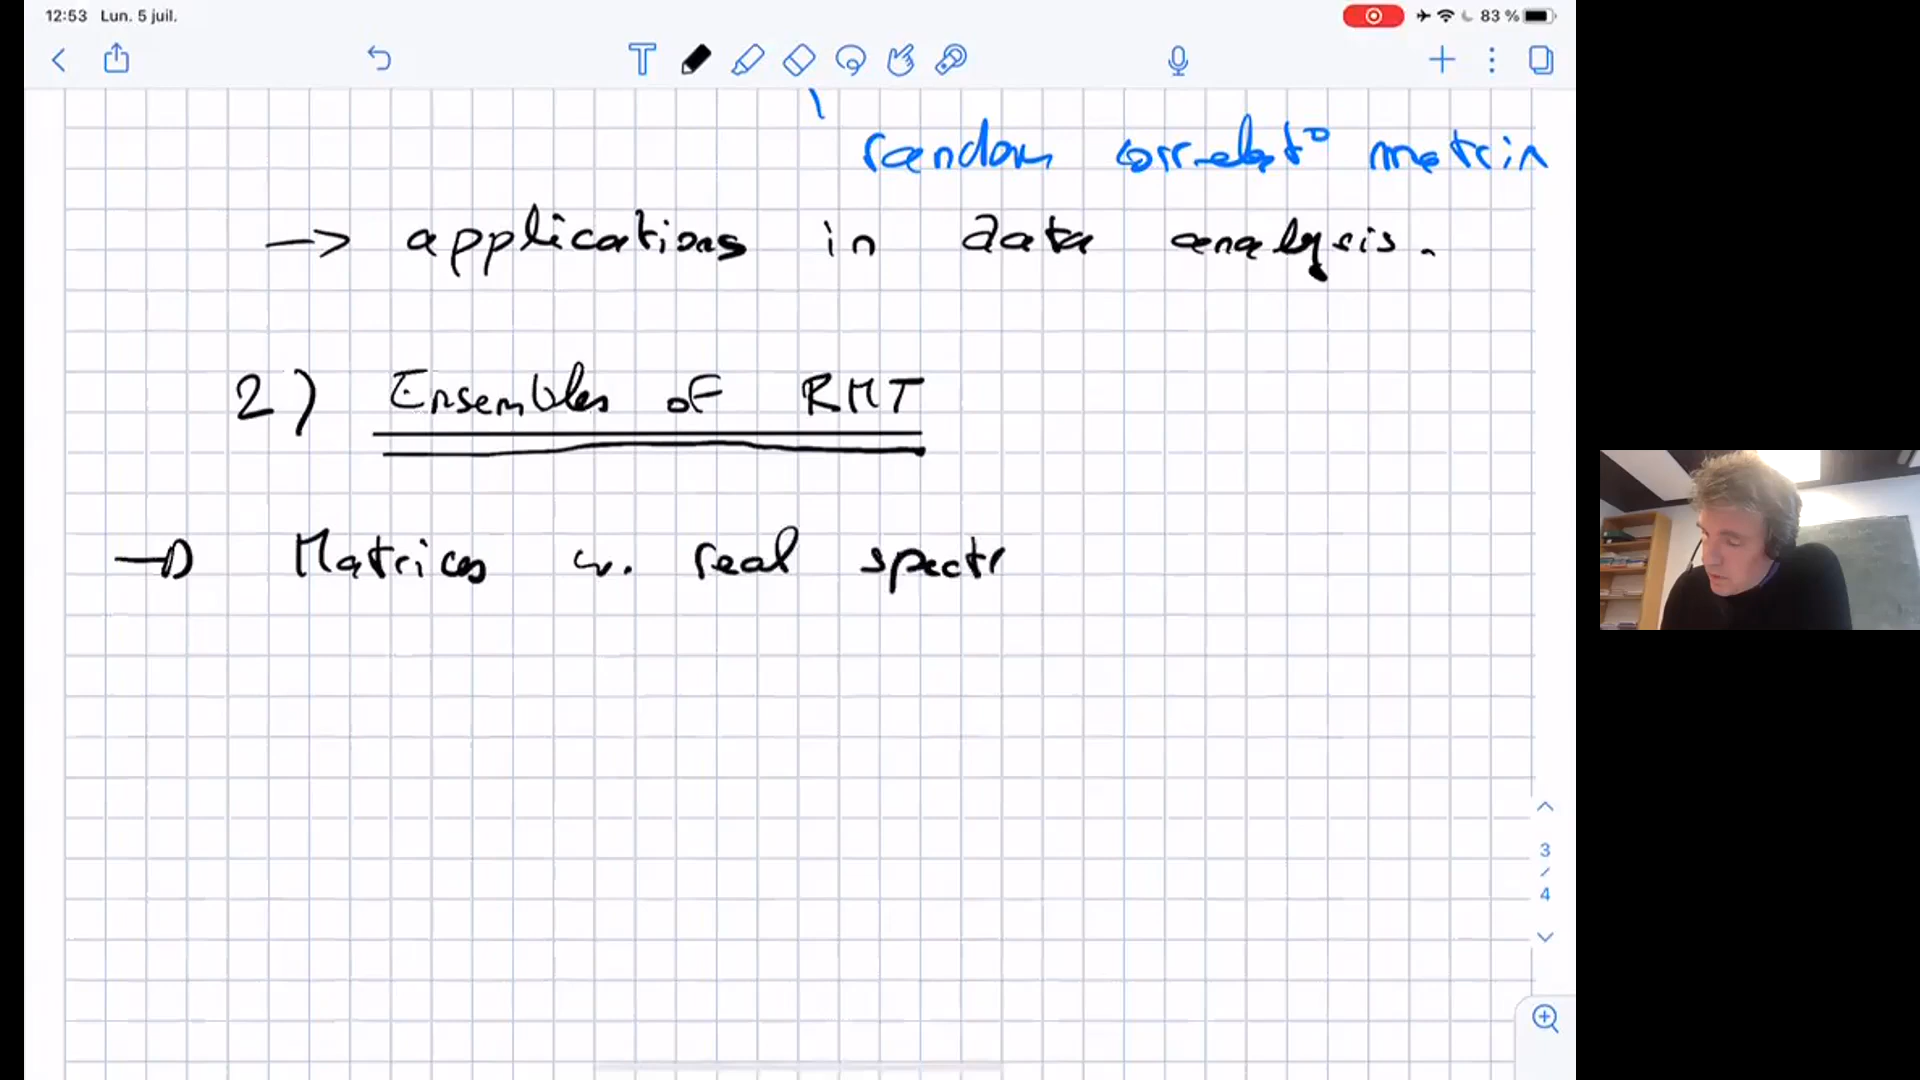 12:53 Lun. 5 juil.
83 %
random correlat° matrix
→ applications in data analysis.
2) Ensembles of RMT
→ Matrices w. real spectr
3
/
4